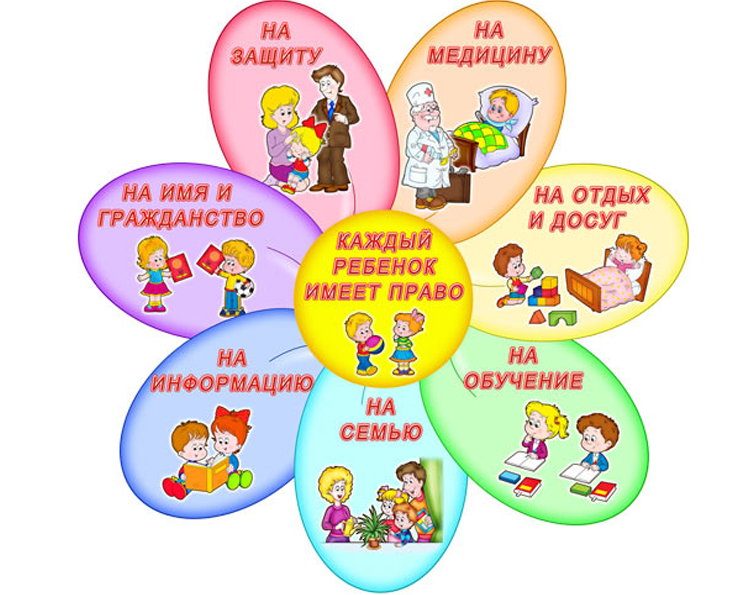 КАЖДЫЙ
РЕБЕНОК
ИМЕЕТ ПРАВО
НА
ЗАЩИТУ
НА
МЕДИЦИНУ
НА ОТДЫХ
И ДОСУГ
НА
ОБУЧЕНИЕ
НА
СЕМЬЮ
НА
ИНФОРМАЦИЮ
НА ИМЯ И
ГРАЖДАНСТВО